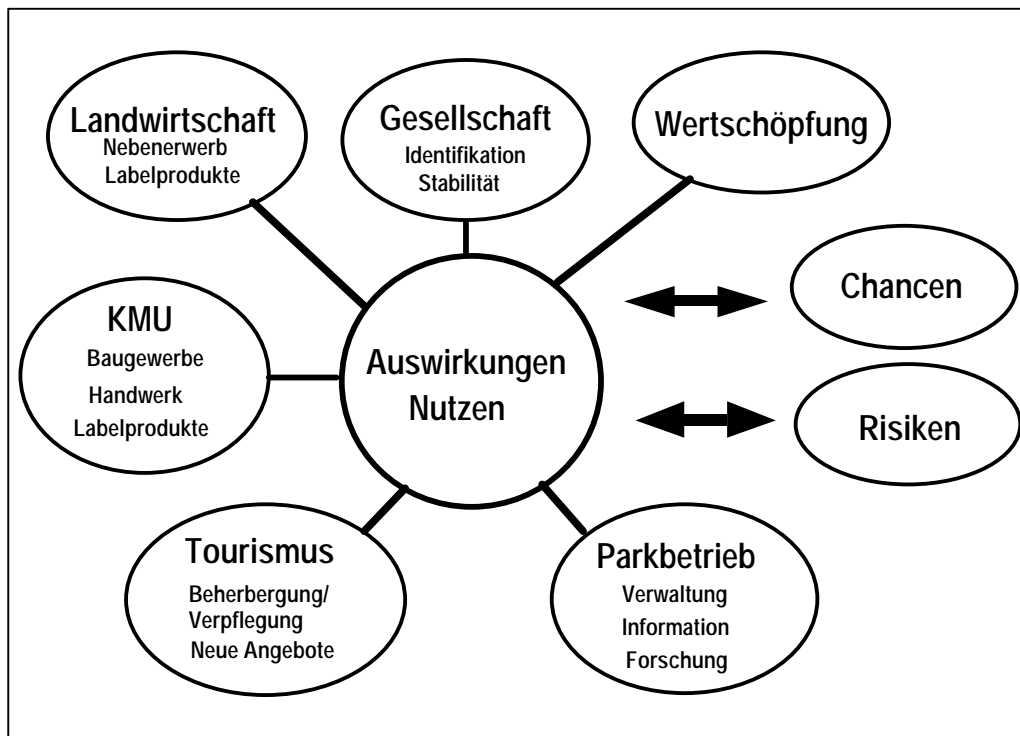 Landwirtschaft
Nebenerwerb
Labelprodukte
Gesellschaft
Identifikation
Stabilität
Wertschöpfung
Chancen
KMU
Baugewerbe
Handwerk
Labelprodukte
Auswirkungen
Nutzen
Risiken
Tourismus
Beherbergung/
Verpflegung
Neue Angebote
Parkbetrieb
Verwaltung
Information
Forschung